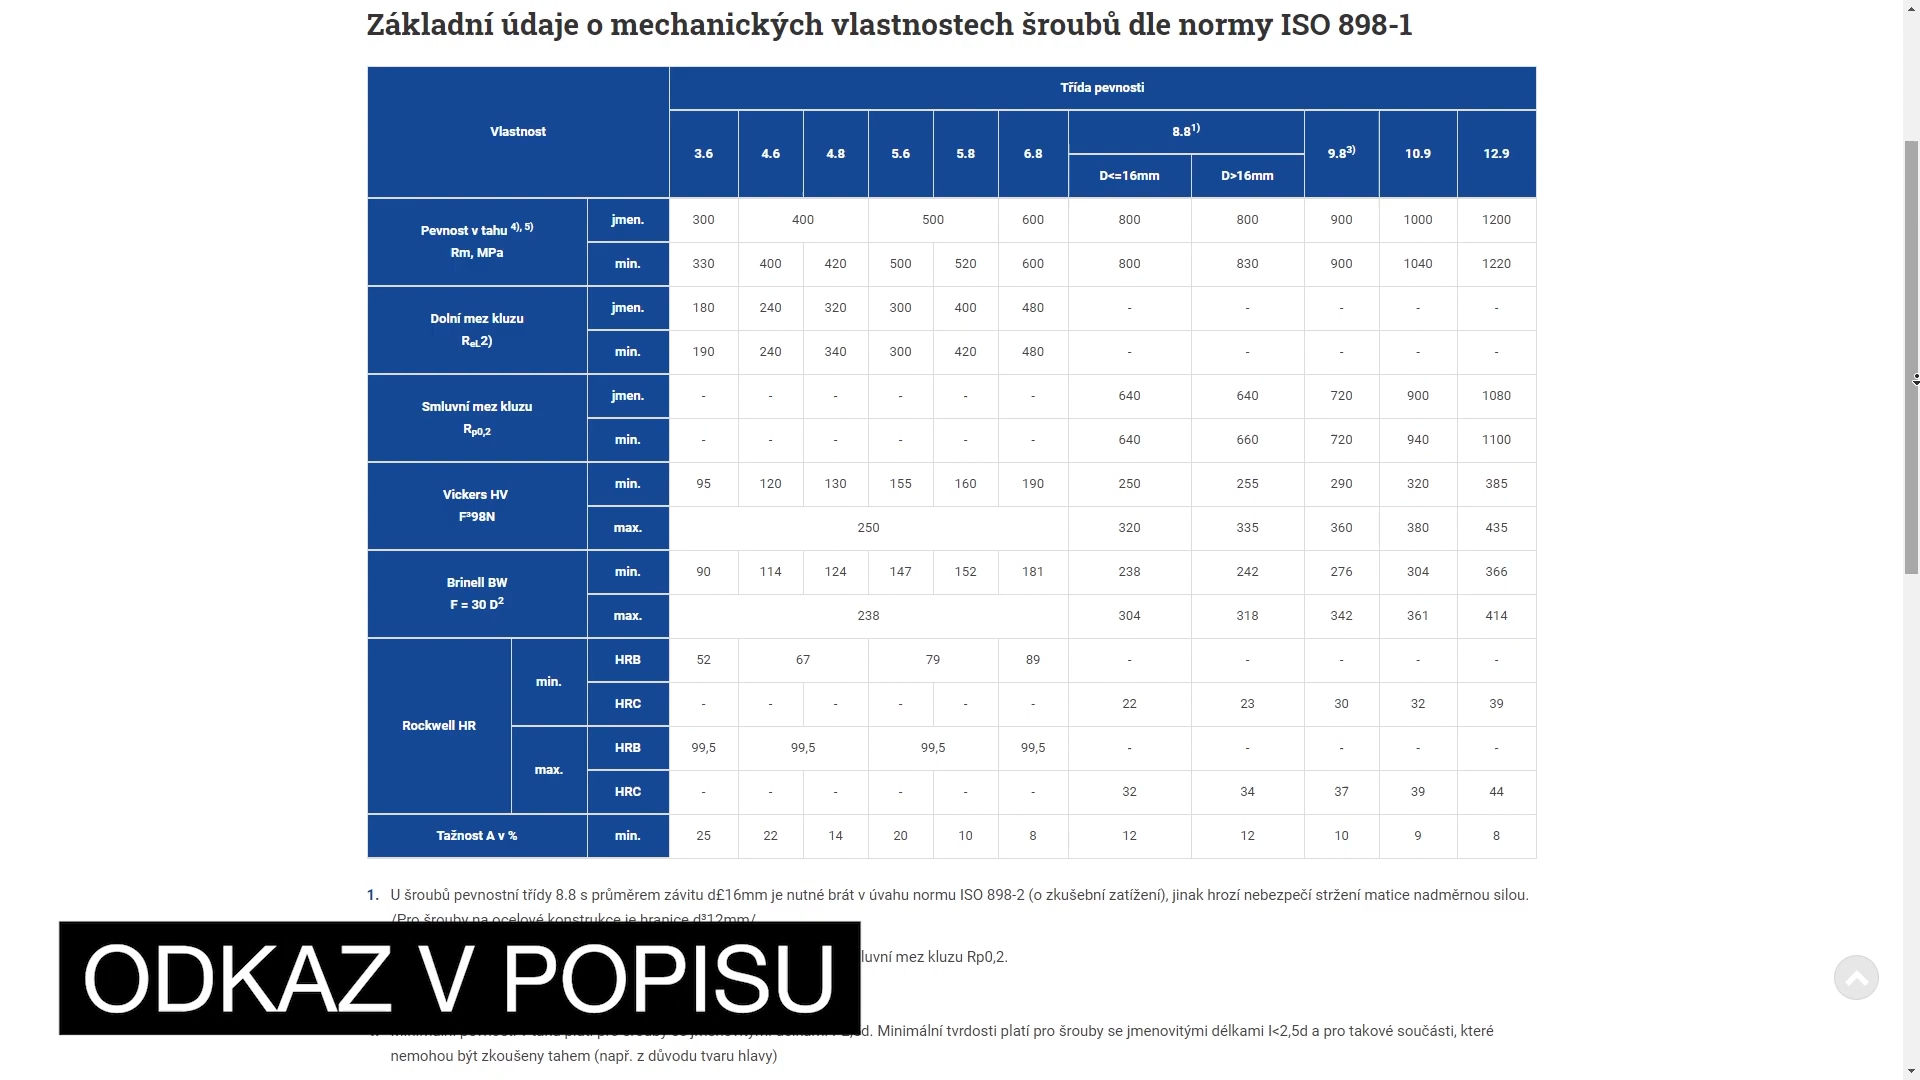 Základní údaje o mechanických vlastnostech šroubů dle normy ISO 898-1
Vlastnost Třída pevnosti
3.6 4.6 4.8 5.6 5.8 6.8 8.8¹⁾ 9.8³⁾ 10.9 12.9
D<=16mm D>16mm
Pevnost v tahu ⁴⁾, ⁵⁾
Rm, MPa
jmen. 300 400 500 600 800 800 900 1000 1200
min. 330 400 420 500 520 600 800 830 900 1040 1220
Dolní mez kluzu
ReL2)
jmen. 180 240 320 300 400 480 - - - - -
min. 190 240 340 300 420 480 - - - - -
Smluvní mez kluzu
Rp0,2
jmen. - - - - - - 640 640 720 900 1080
min. - - - - - - 640 660 720 940 1100
Vickers HV
F³98N
min. 95 120 130 155 160 190 250 255 290 320 385
max. 250 320 335 360 380 435
Brinell BW
F = 30 D²
min. 90 114 124 147 152 181 238 242 276 304 366
max. 238 304 318 342 361 414
Rockwell HR
min.
HRB 52 67 79 89 - - - - -
HRC - - - - - - 22 23 30 32 39
max.
HRB 99,5 99,5 99,5 99,5 - - - - -
HRC - - - - - - 32 34 37 39 44
Tažnost A v % min. 25 22 14 20 10 8 12 12 10 9 8
1. U šroubů pevnostní třídy 8.8 s průměrem závitu d£16mm je nutné brát v úvahu normu ISO 898-2 (o zkušební zatížení), jinak hrozí nebezpečí stržení matice nadměrnou silou.
/Pro šrouby na ocelové konstrukce je hranice d³12mm/
mez kluzu Rp0,2.
ODKAZ V POPISU
Minimální tvrdosti platí pro šrouby se jmenovitými délkami l<2,5d a pro takové součásti, které
nemohou být zkoušeny tahem (např. z důvodu tvaru hlavy)